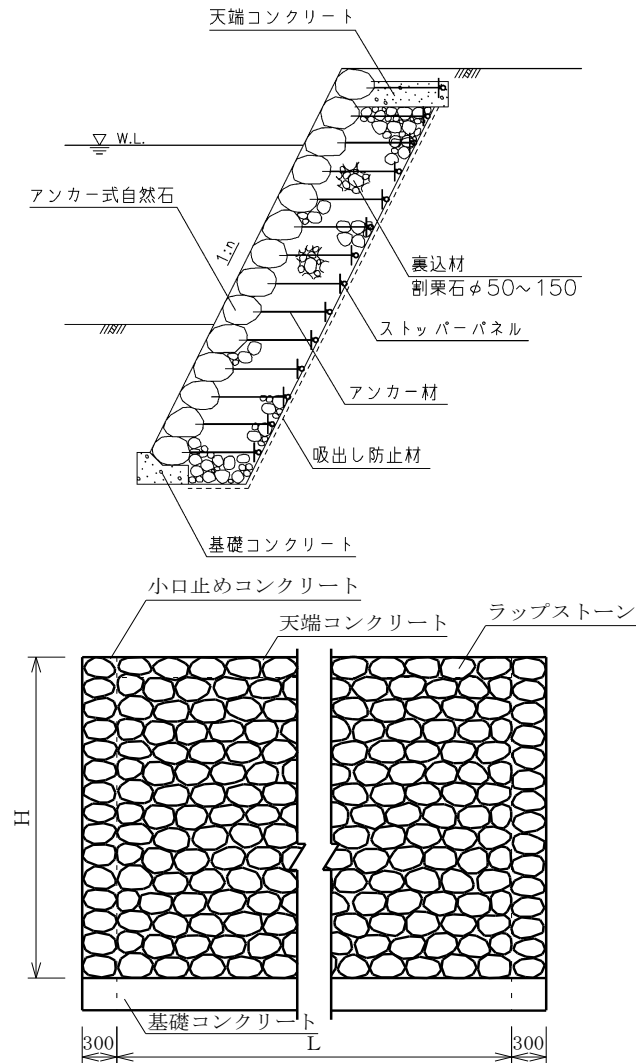 天端コンクリート
W.L.
アンカー式自然石
1:n
裏込材
割栗石φ50～150
ストッパーパネル
アンカー材
吸出し防止材
基礎コンクリート
小口止めコンクリート
天端コンクリート
ラップストーン
H
基礎コンクリート
300
L
300